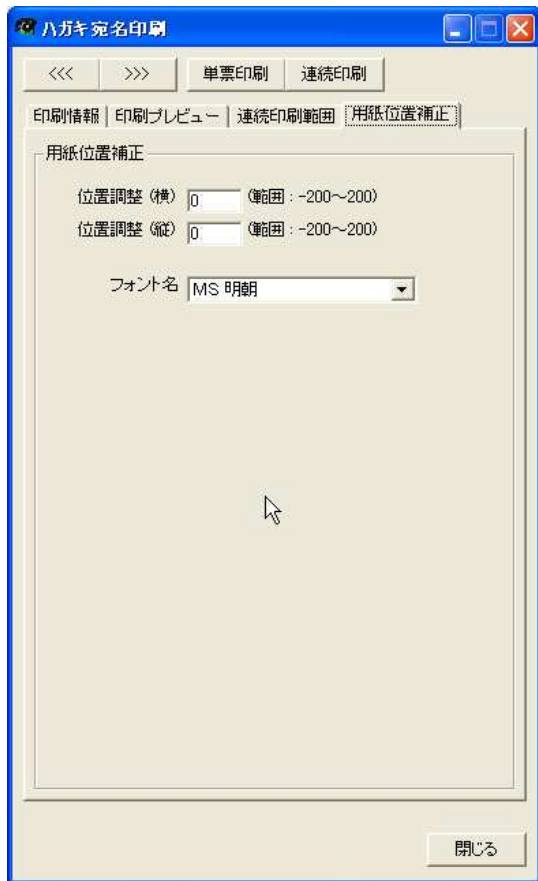 ハガキ宛名印刷
<<< >>> 単票印刷 連続印刷
印刷情報 印刷プレビュー 連続印刷範囲 用紙位置補正
用紙位置補正
位置調整（横） 0 （範囲：-200～200）
位置調整（縦） 0 （範囲：-200～200）
フォント名 MS 明朝
閉じる